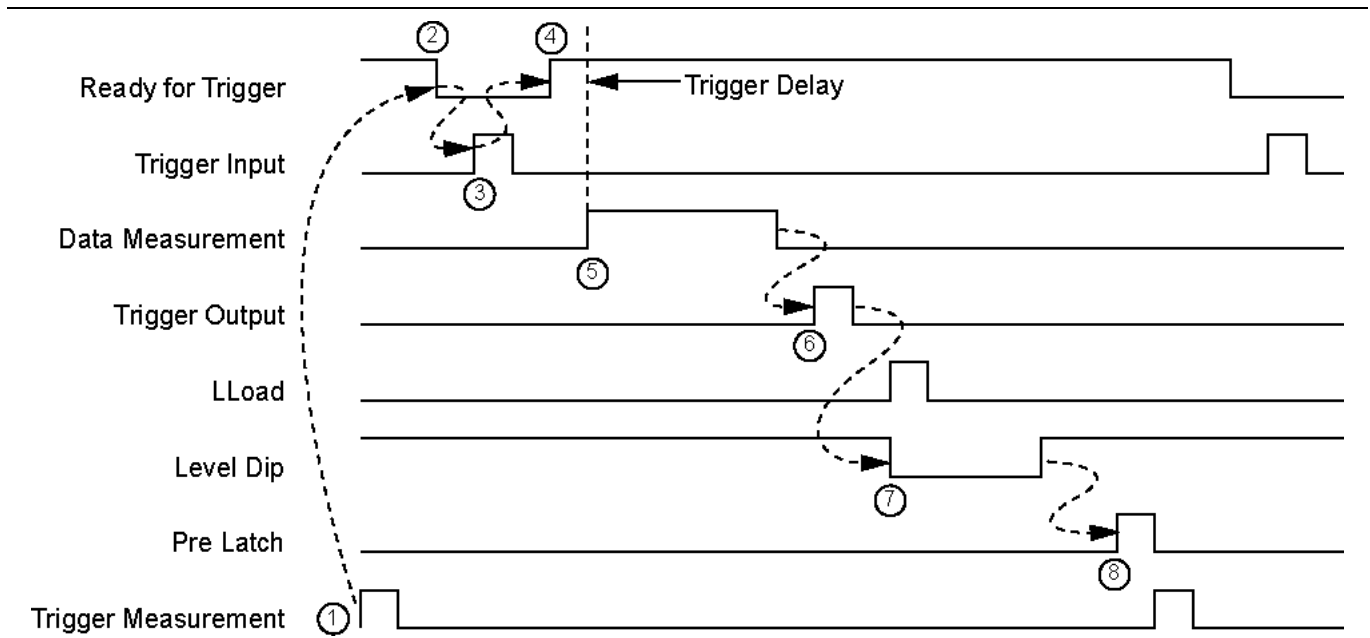 2
4
Ready for Trigger
Trigger Delay
Trigger Input
3
Data Measurement
5
Trigger Output
6
LLoad
Level Dip
7
Pre Latch
8
Trigger Measurement
1